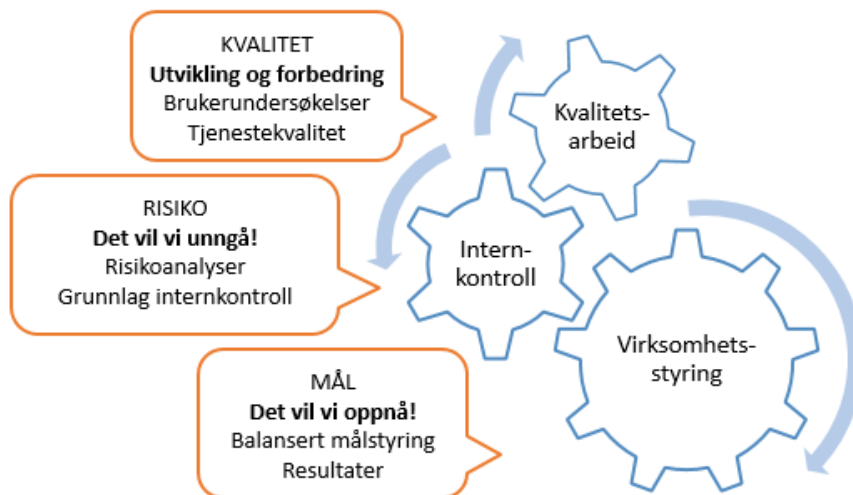 KVALITET
Utvikling og forbedring
Brukerundersøkelser
Tjenestekvalitet
Kvalitets-
arbeid
RISIKO
Det vil vi unngå!
Risikoanalyser
Grunnlag internkontroll
Intern-
kontroll
MÅL
Det vil vi oppnå!
Balansert målstyring
Resultater
Virksomhets-
styring